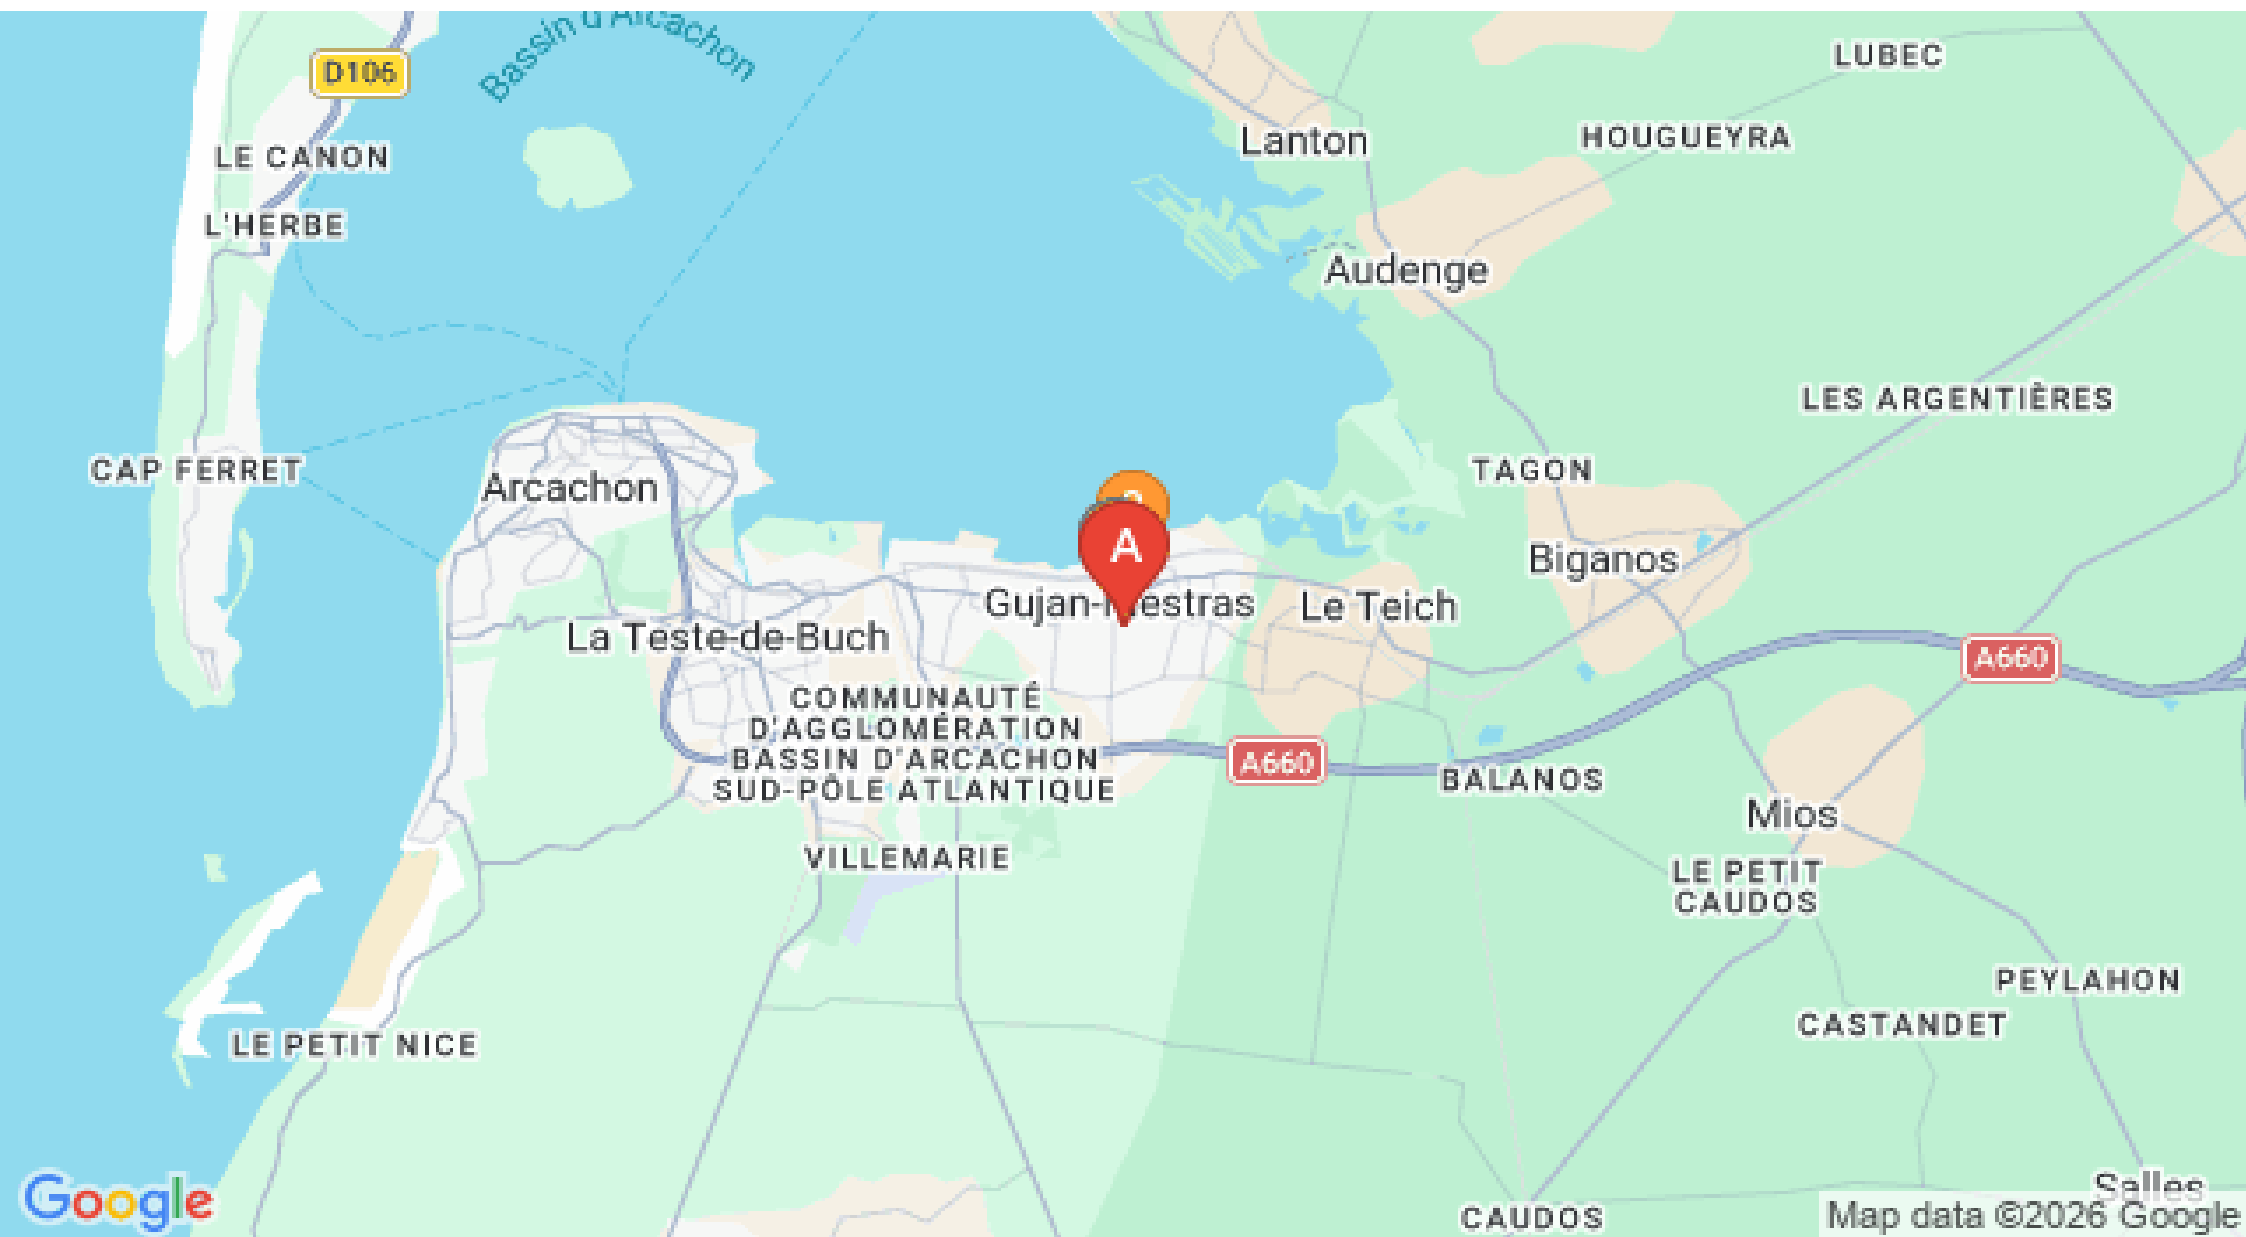 Bassin d'Arcachon
D106
LUBEC
LE CANON
Lanton
HOUGUEYRA
L'HERBE
Audenge
LES ARGENTIÈRES
CAP FERRET
Arcachon
TAGON
A
Biganos
Gujan-Mestras
Le Teich
La Teste-de-Buch
A660
COMMUNAUTÉ
D'AGGLOMÉRATION
BASSIN D'ARCACHON
SUD-PÔLE ATLANTIQUE
A660
BALANOS
Mios
VILLEMARIE
LE PETIT
CAUDOS
PEYLAHON
CASTANDET
LE PETIT NICE
Salles
Google
CAUDOS
Map data ©2026 Google